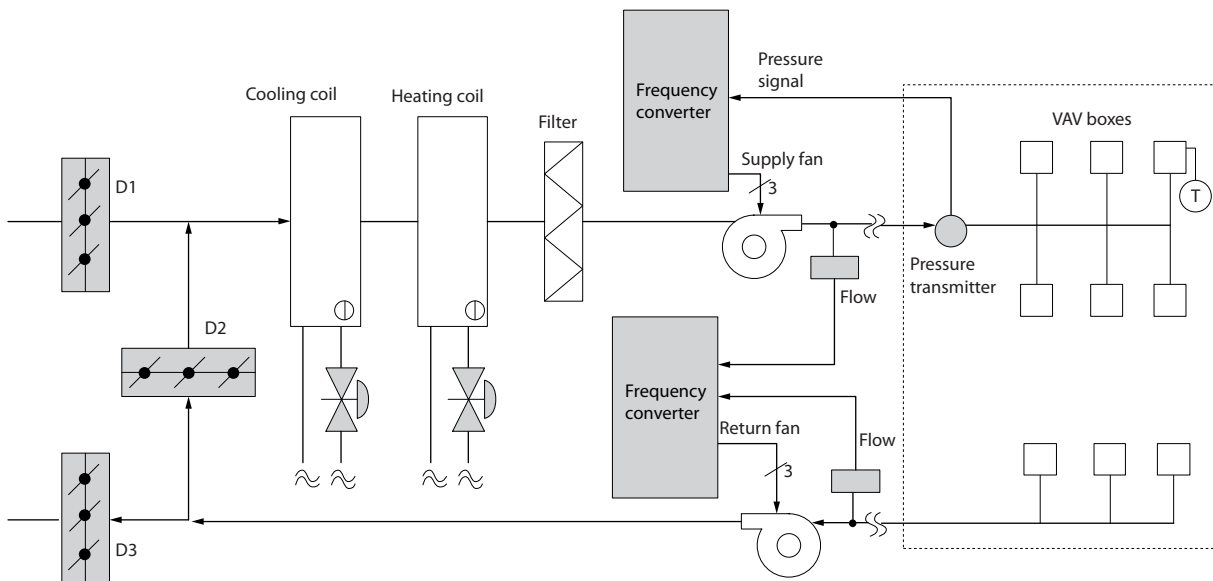 Cooling coil
Heating coil
Filter
Frequency
converter
Pressure
signal
VAV boxes
Supply fan
3
T
D1
Pressure
transmitter
Flow
D2
Frequency
converter
Return fan
3
Flow
D3